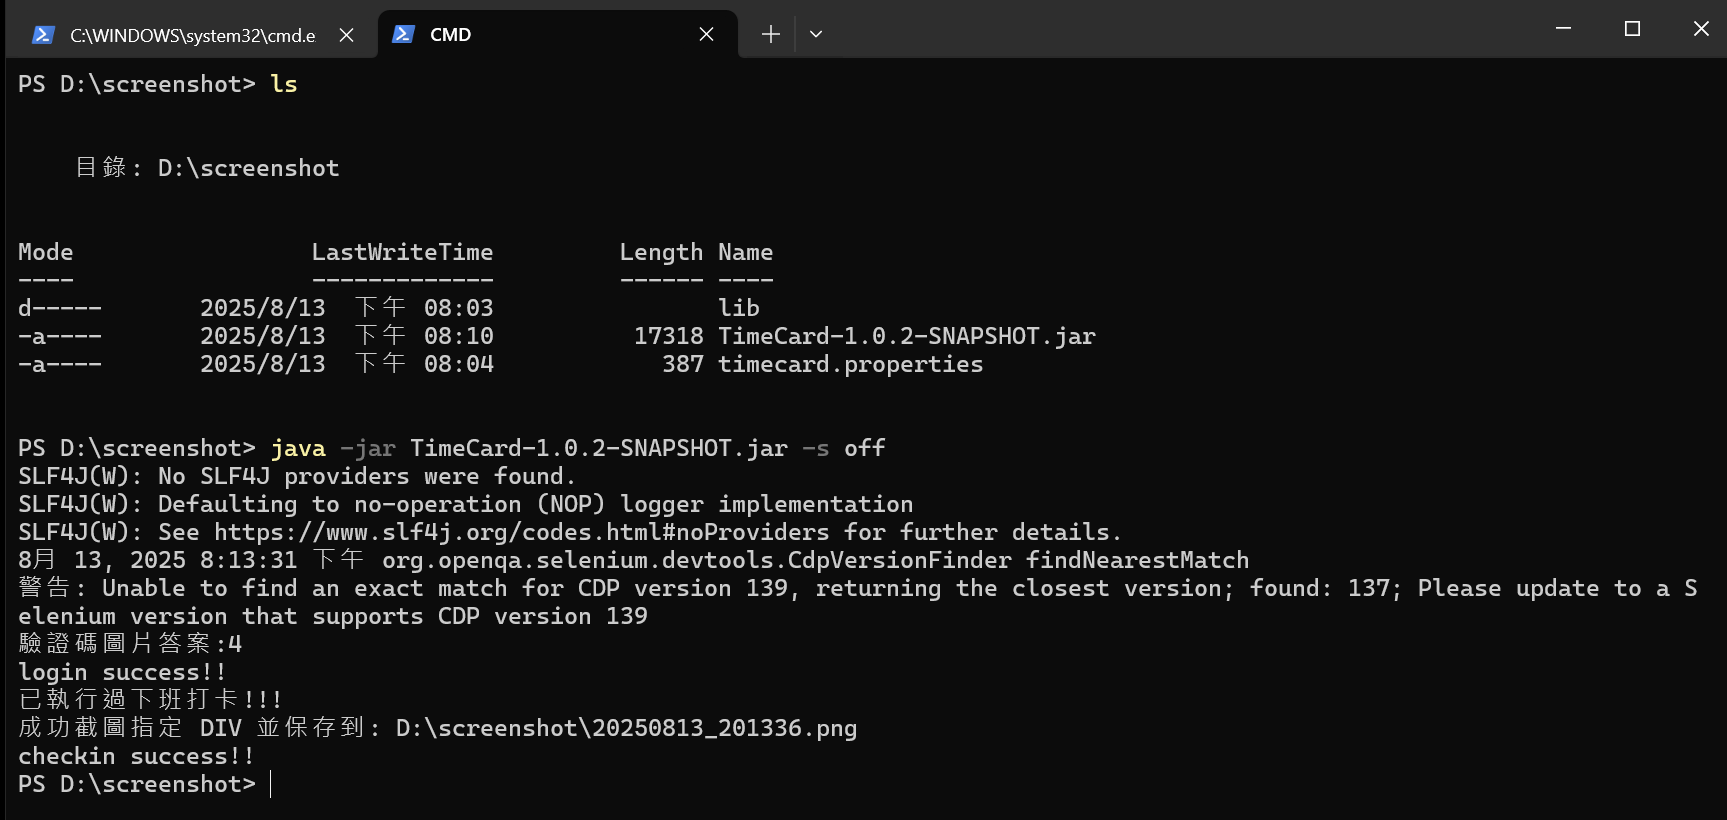 C:\WINDOWS\system32\cmd.e
CMD
PS D:\screenshot> ls
目錄: D:\screenshot
Mode                 LastWriteTime         Length Name
----                 -------------         ------ ----
d-----       2025/8/13  下午 08:03                lib
-a----       2025/8/13  下午 08:10          17318 TimeCard-1.0.2-SNAPSHOT.jar
-a----       2025/8/13  下午 08:04            387 timecard.properties
PS D:\screenshot> java -jar TimeCard-1.0.2-SNAPSHOT.jar -s off
SLF4J(W): No SLF4J providers were found.
SLF4J(W): Defaulting to no-operation (NOP) logger implementation
SLF4J(W): See https://www.slf4j.org/codes.html#noProviders for further details.
8月 13, 2025 8:13:31 下午 org.openqa.selenium.devtools.CdpVersionFinder findNearestMatch
警告: Unable to find an exact match for CDP version 139, returning the closest version; found: 137; Please update to a S
elenium version that supports CDP version 139
驗證碼圖片答案:4
login success!!
已執行過下班打卡!!!
成功截圖指定 DIV 並保存到: D:\screenshot\20250813_201336.png
checkin success!!
PS D:\screenshot>